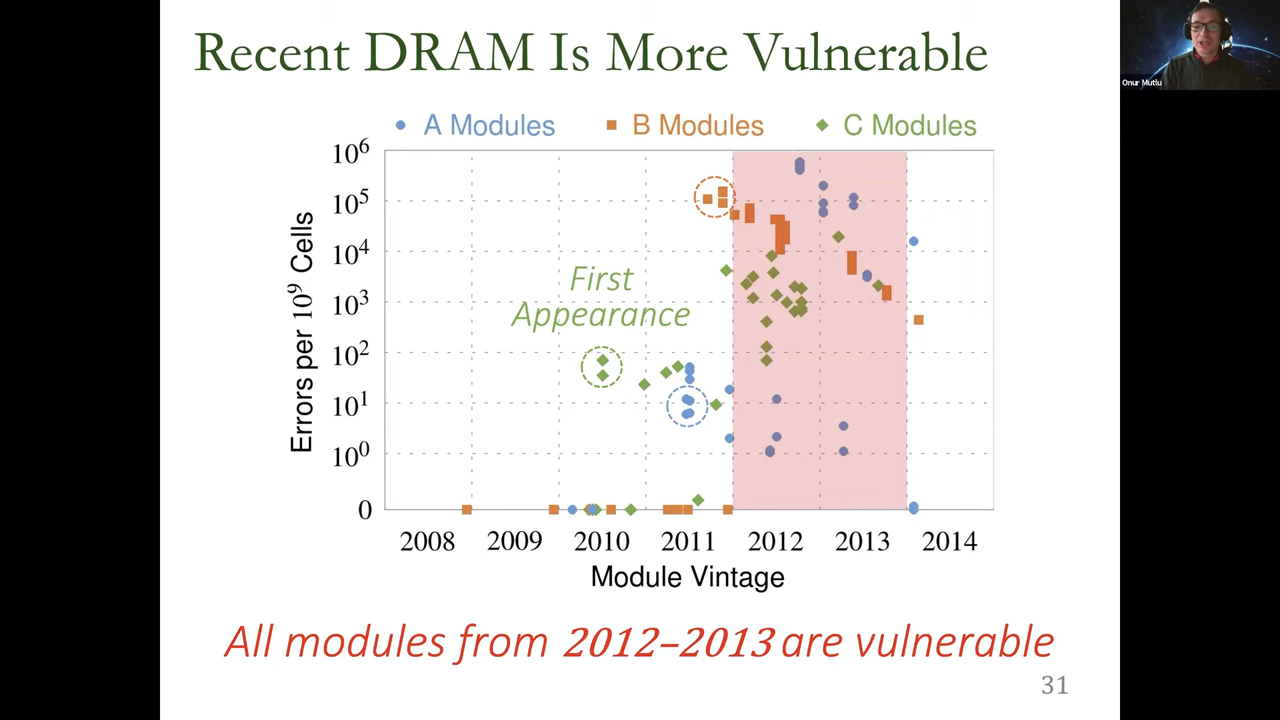 Recent DRAM Is More Vulnerable
Onur Mutlu
A Modules B Modules C Modules
10⁶
10⁵
10⁴
10³
10²
10¹
10⁰
0
Errors per 10⁹ Cells
First
Appearance
2008 2009 2010 2011 2012 2013 2014
Module Vintage
All modules from 2012–2013 are vulnerable
31